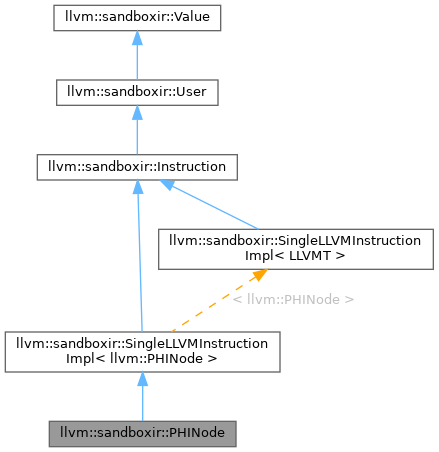 llvm::sandboxir::Value
llvm::sandboxir::User
llvm::sandboxir::Instruction
llvm::sandboxir::SingleLLVMInstruction
Impl< LLVMT >
< llvm::PHINode >
llvm::sandboxir::SingleLLVMInstruction
Impl< llvm::PHINode >
llvm::sandboxir::PHINode